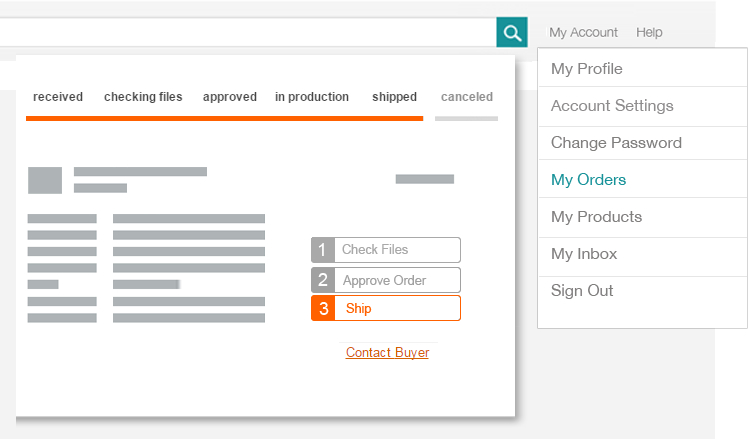 My Account Help
received checking files approved in production shipped canceled
My Profile
Account Settings
Change Password
My Orders
My Products
My Inbox
Sign Out
1 Check Files
2 Approve Order
3 Ship
Contact Buyer